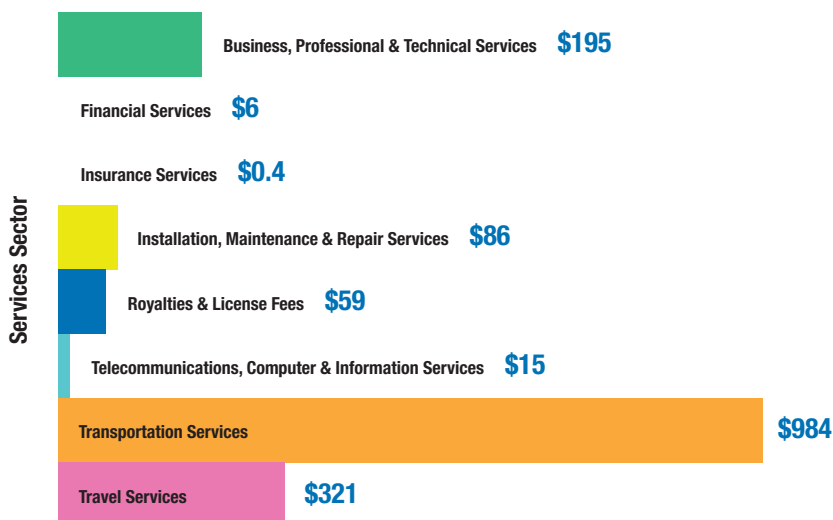 Services Sector
Business, Professional & Technical Services $195
Financial Services $6
Insurance Services $0.4
Installation, Maintenance & Repair Services $86
Royalties & License Fees $59
Telecommunications, Computer & Information Services $15
Transportation Services $984
Travel Services $321